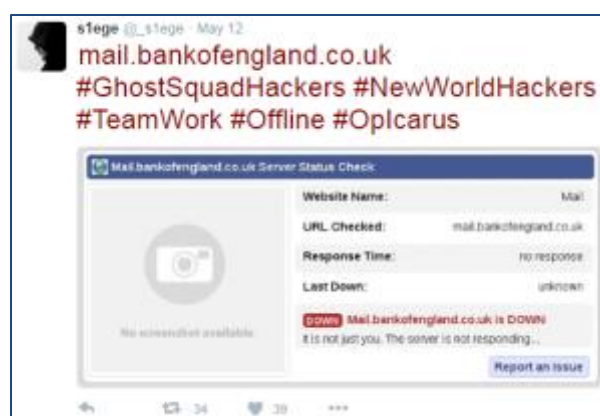 s1ege @_s1ege · May 12
mail.bankofengland.co.uk
#GhostSquadHackers #NewWorldHackers
#TeamWork #Offline #OpIcarus
Mail.bankofengland.co.uk Server Status Check
Website Name: Mail
URL Checked: mail.bankofengland.co.uk
Response Time: no response
Last Down: unknown
No screenshot available
DOWN Mail.bankofengland.co.uk is DOWN
It is not just you. The server is not responding...
Report an Issue
34 39